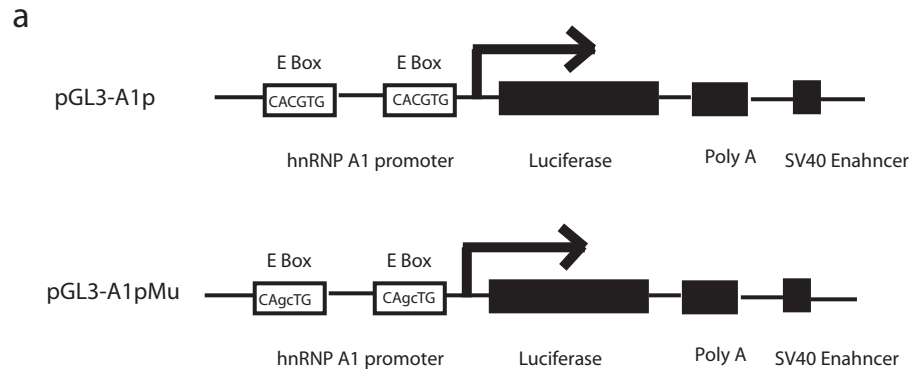 a
E Box E Box
pGL3-A1p
CACGTG CACGTG
hnRNP A1 promoter Luciferase Poly A SV40 Enahncer
E Box E Box
pGL3-A1pMu
CAgcTG CAgcTG
hnRNP A1 promoter Luciferase Poly A SV40 Enahncer